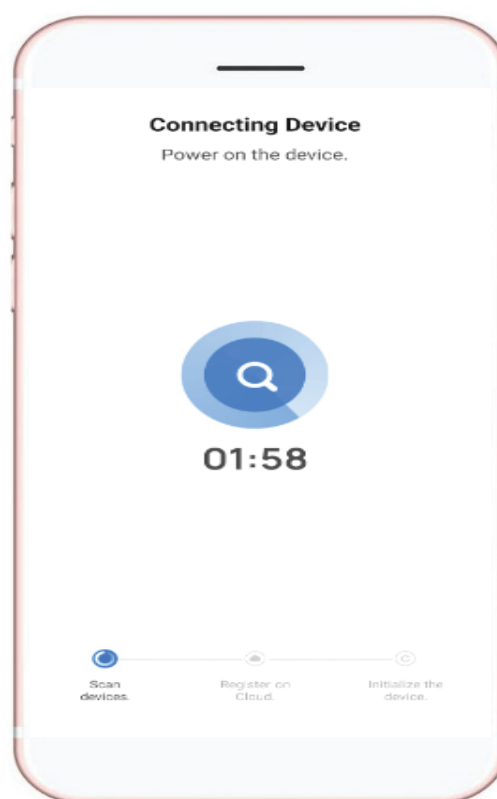 Connecting Device
Power on the device.
01:58
Scan
devices.
Register on
Cloud.
Initialize the
device.